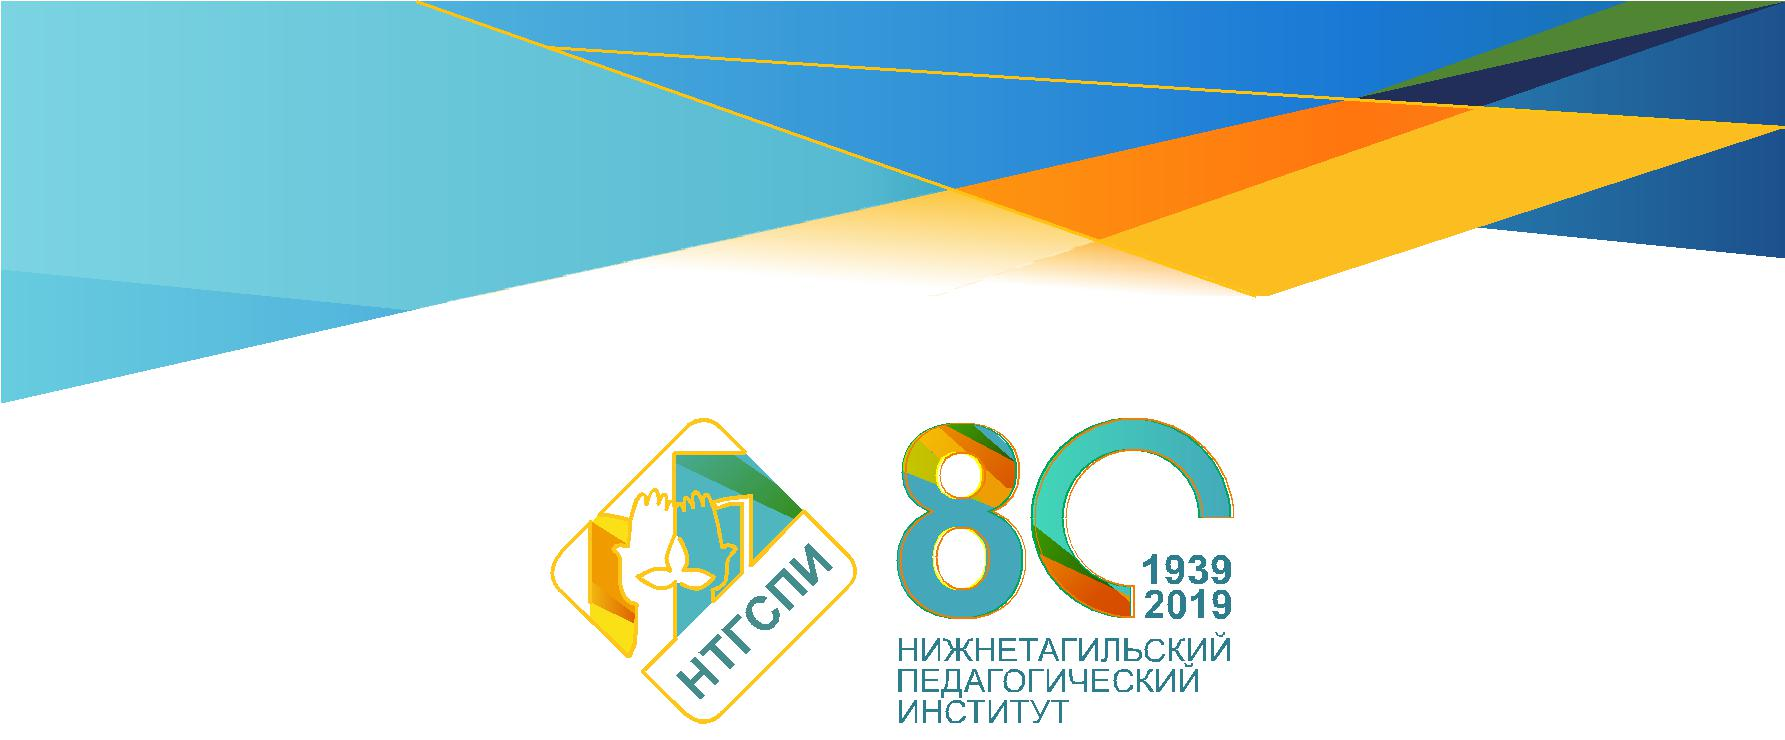 НТГСПИ
80
1939
2019
НИЖНЕТАГИЛЬСКИЙ
ПЕДАГОГИЧЕСКИЙ
ИНСТИТУТ